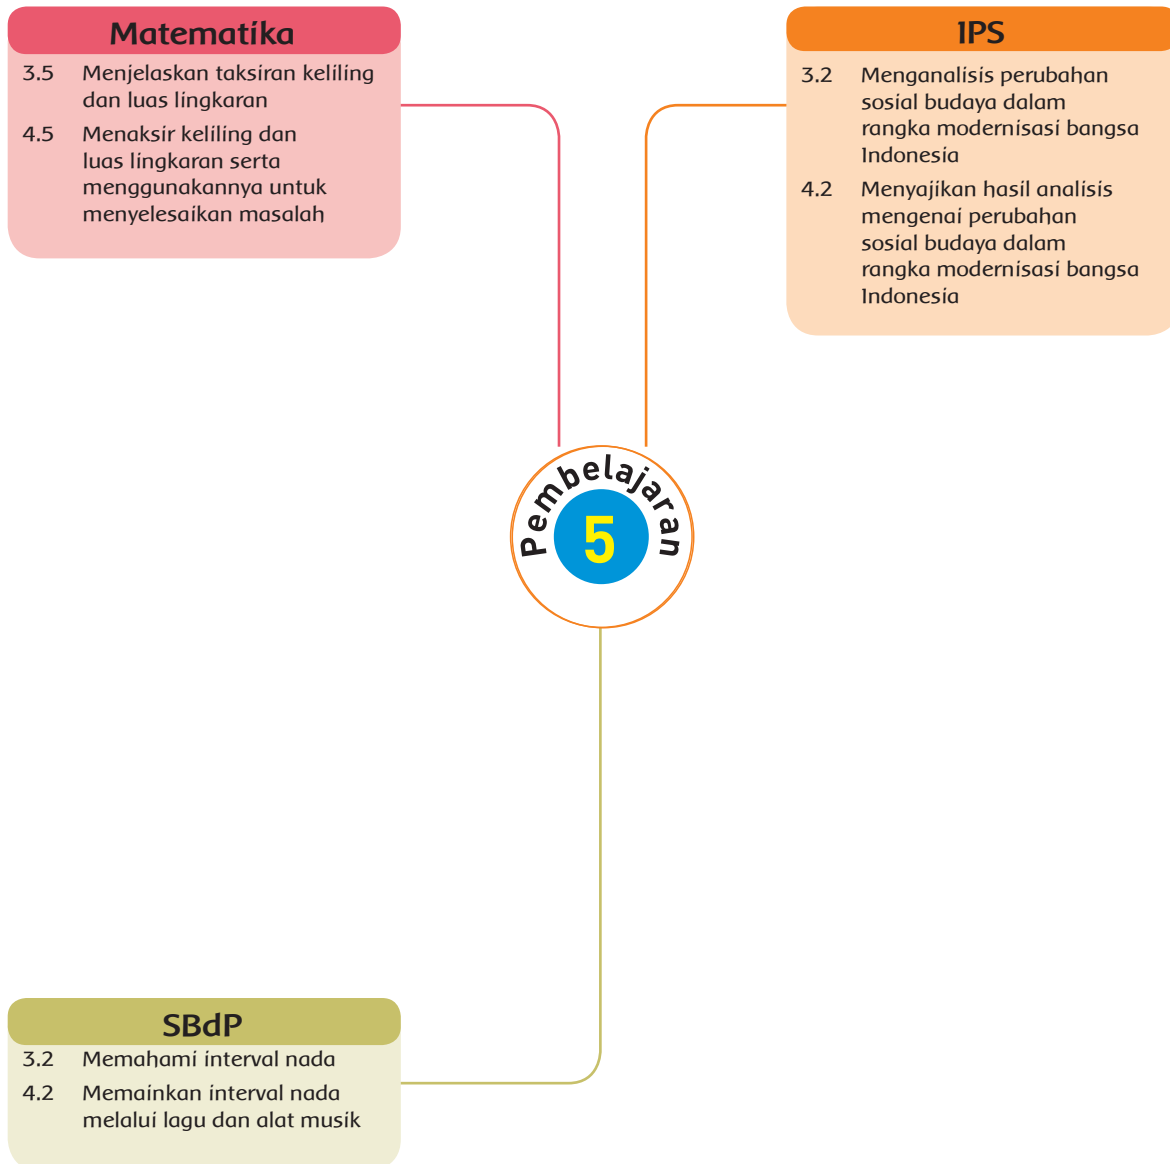 Matematika
3.5 Menjelaskan taksiran keliling
dan luas lingkaran
4.5 Menaksir keliling dan
luas lingkaran serta
menggunakannya untuk
menyelesaikan masalah
IPS
3.2 Menganalisis perubahan
sosial budaya dalam
rangka modernisasi bangsa
Indonesia
4.2 Menyajikan hasil analisis
mengenai perubahan
sosial budaya dalam
rangka modernisasi bangsa
Indonesia
Pembelajaran
5
SBdP
3.2 Memahami interval nada
4.2 Memainkan interval nada
melalui lagu dan alat musik